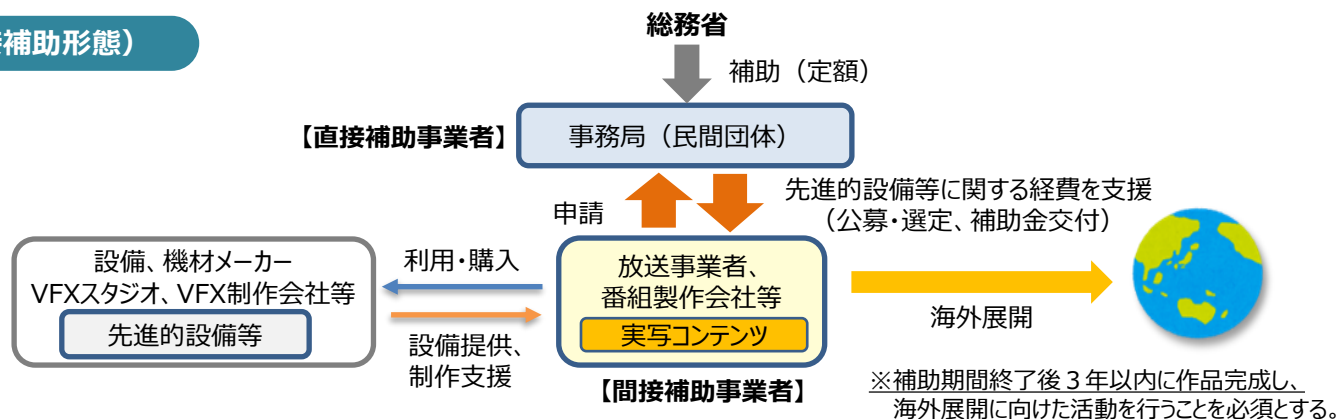 補助形態）
総務省
補助（定額）
【直接補助事業者】
事務局（民間団体）
申請
先進的設備等に関する経費を支援
（公募・選定、補助金交付）
設備、機材メーカー
VFXスタジオ、VFX制作会社等
先進的設備等
利用・購入
設備提供、
制作支援
放送事業者、
番組製作会社等
実写コンテンツ
【間接補助事業者】
海外展開
※補助期間終了後３年以内に作品完成し、
海外展開に向けた活動を行うことを必須とする。